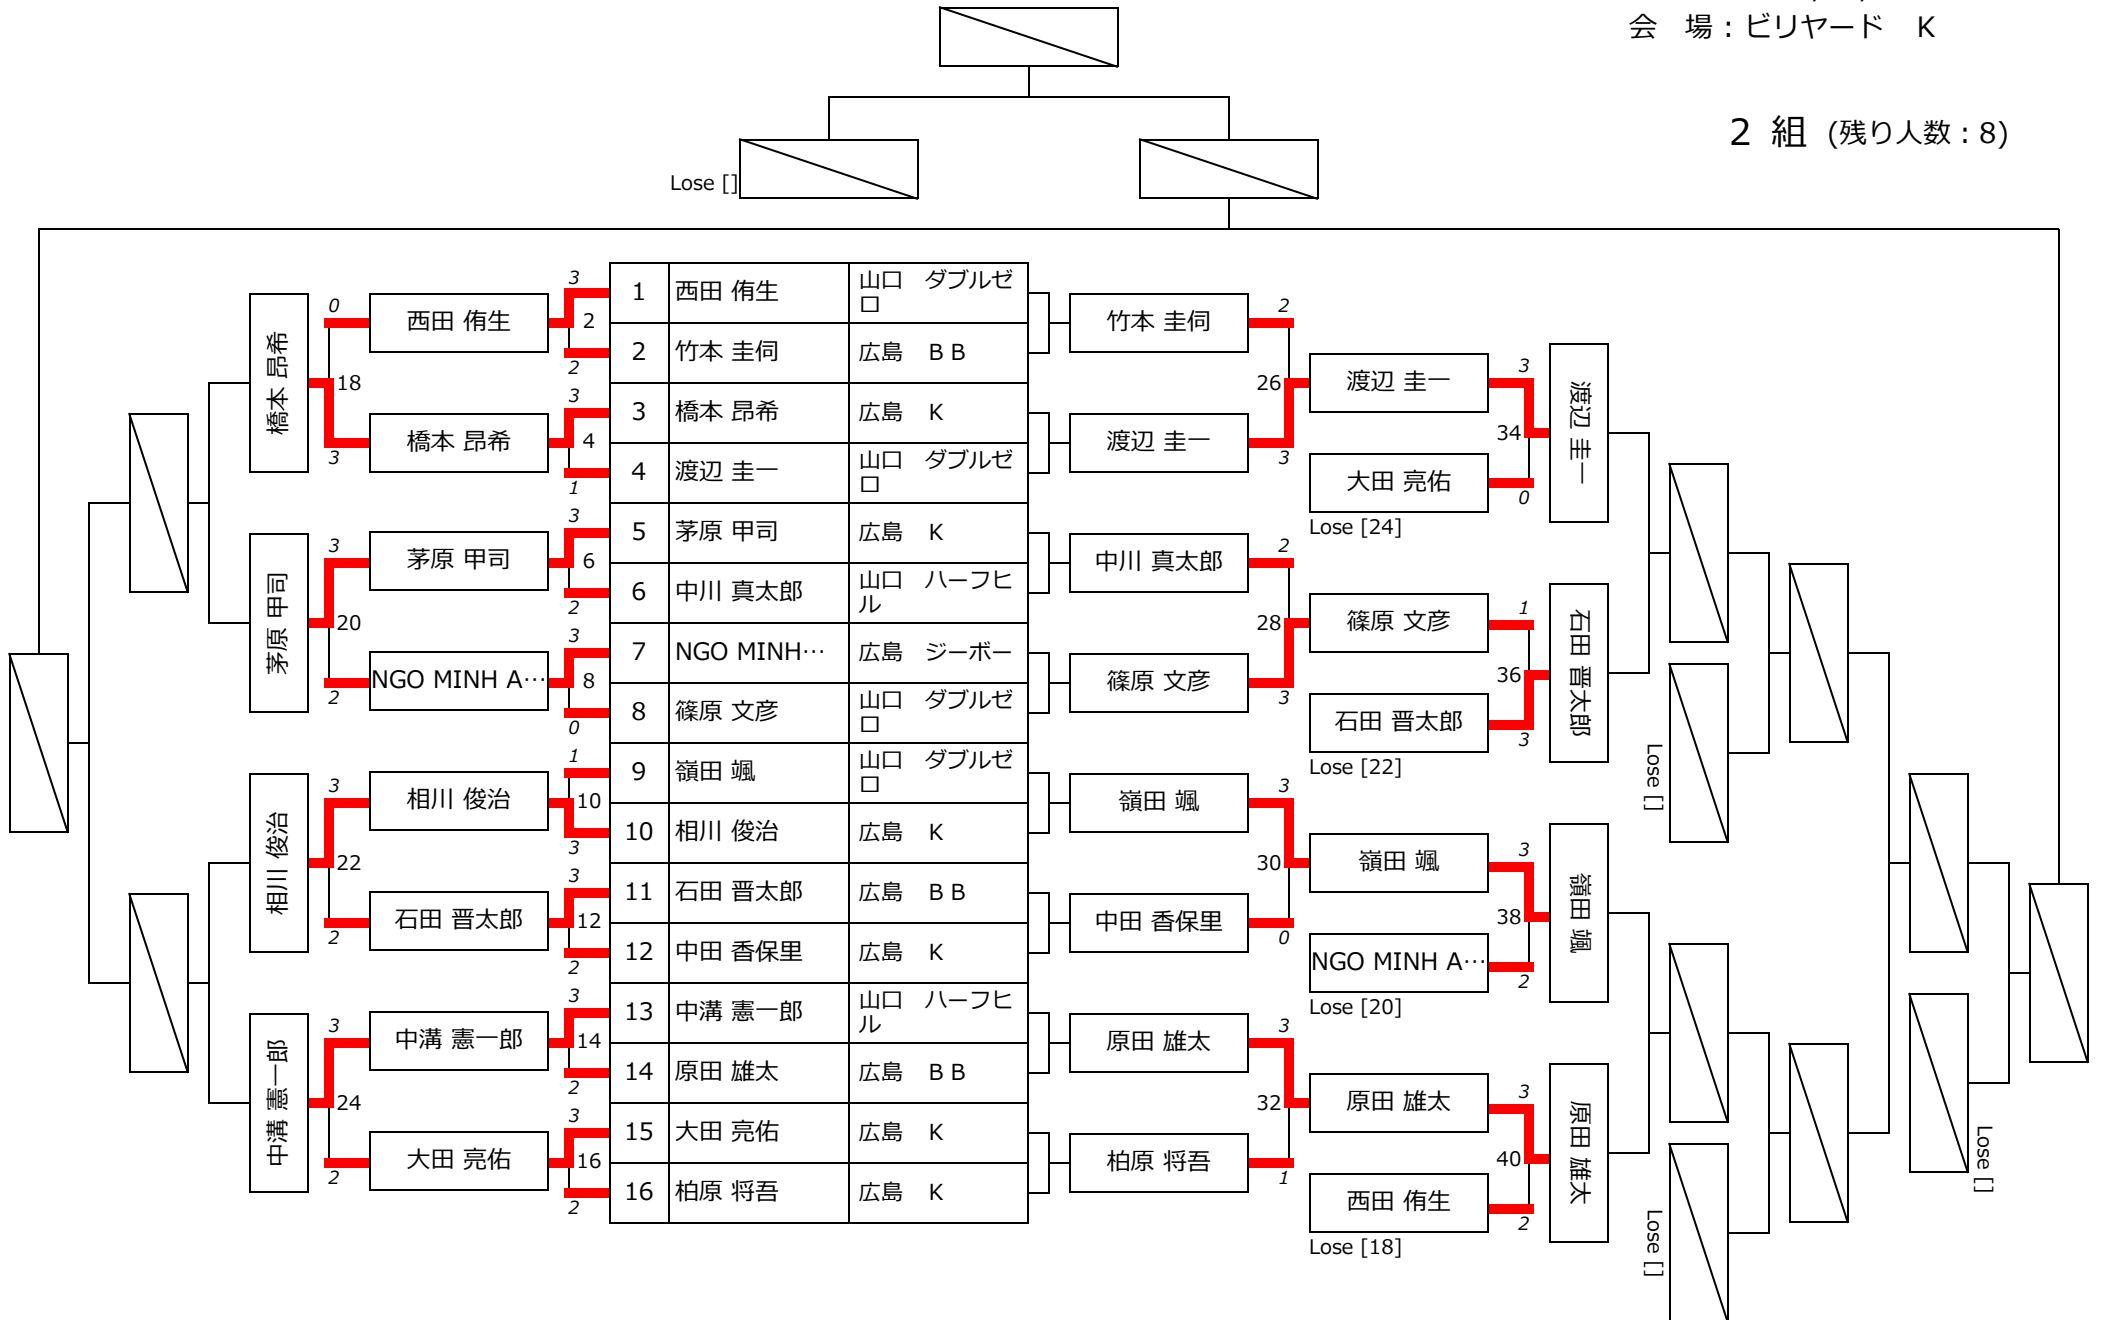 会　場：ビリヤード　K
2 組 (残り人数：8)
Lose []
1 西田 侑生 山口　ダブルゼ
ロ
2 竹本 圭伺 広島　ＢＢ
3 橋本 昂希 広島　K
4 渡辺 圭一 山口　ダブルゼ
ロ
5 茅原 甲司 広島　K
6 中川 真太郎 山口　ハーフヒ
ル
7 NGO MINH… 広島　ジーボー
8 篠原 文彦 山口　ダブルゼ
ロ
9 嶺田 颯 山口　ダブルゼ
ロ
10 相川 俊治 広島　K
11 石田 晋太郎 広島　ＢＢ
12 中田 香保里 広島　K
13 中溝 憲一郎 山口　ハーフヒ
ル
14 原田 雄太 広島　ＢＢ
15 大田 亮佑 広島　K
16 柏原 将吾 広島　K
3
西田 侑生
2
2
3
橋本 昂希
4
1
3
茅原 甲司
6
2
3
NGO MINH A…
8
0
1
相川 俊治
10
3
3
石田 晋太郎
12
2
3
中溝 憲一郎
14
2
3
大田 亮佑
16
2
0
橋本 昂希
18
3
3
茅原 甲司
20
2
3
相川 俊治
22
2
3
中溝 憲一郎
24
2
竹本 圭伺
2
26
渡辺 圭一
3
中川 真太郎
2
28
篠原 文彦
3
嶺田 颯
3
30
中田 香保里
0
原田 雄太
3
32
柏原 将吾
1
渡辺 圭一
3
34
大田 亮佑
0
Lose [24]
渡辺 圭一
篠原 文彦
1
36
石田 晋太郎
3
Lose [22]
石田 晋太郎
嶺田 颯
3
38
NGO MINH A…
2
Lose [20]
嶺田 颯
原田 雄太
3
40
西田 侑生
2
Lose [18]
原田 雄太
Lose []
Lose []
Lose []